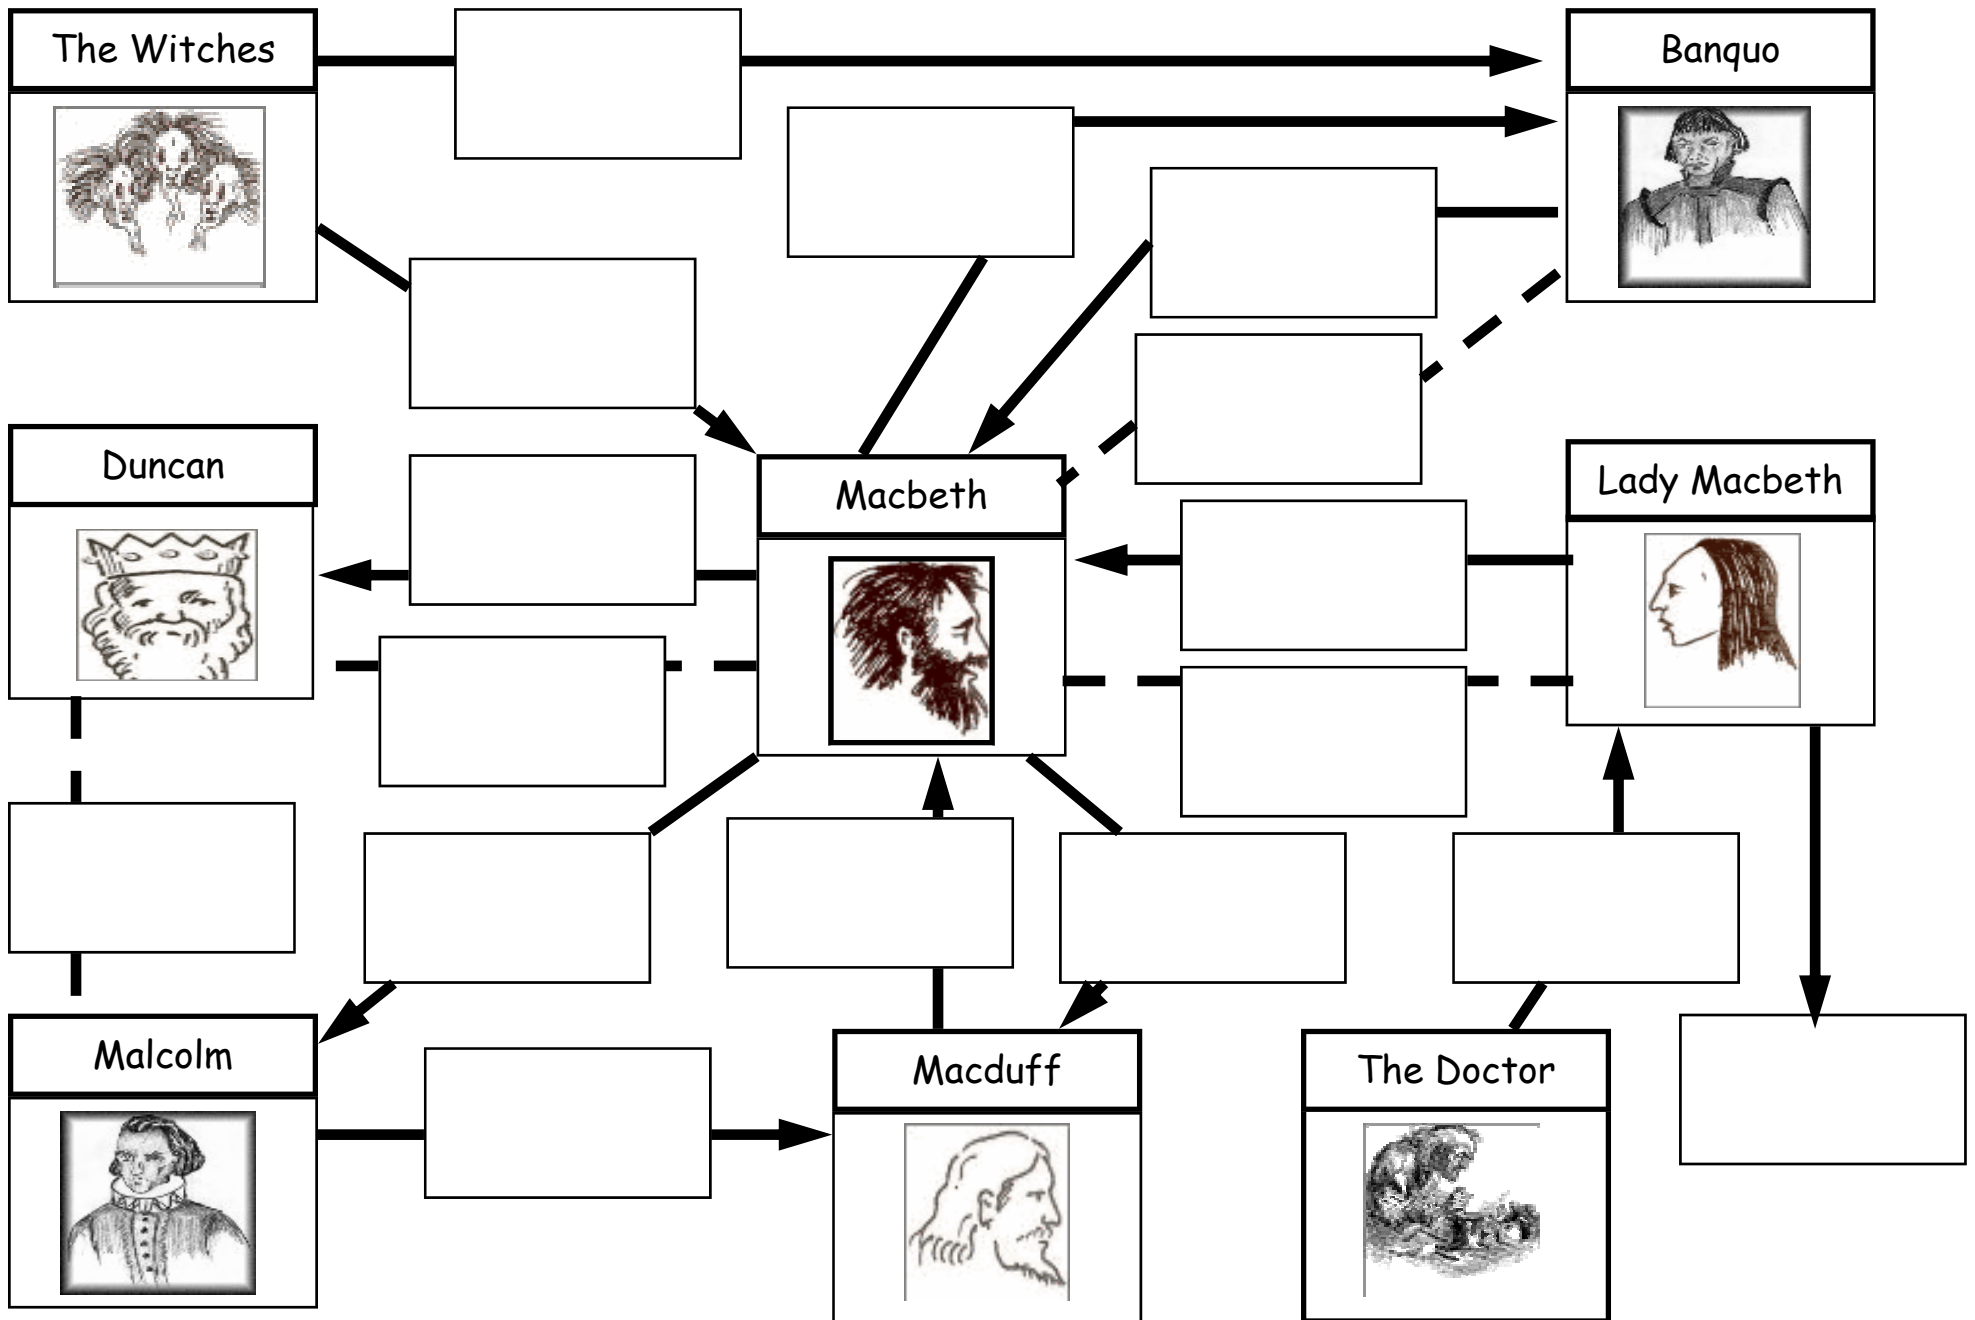 The Witches
Banquo
Duncan
Macbeth
Lady Macbeth
Malcolm
Macduff
The Doctor